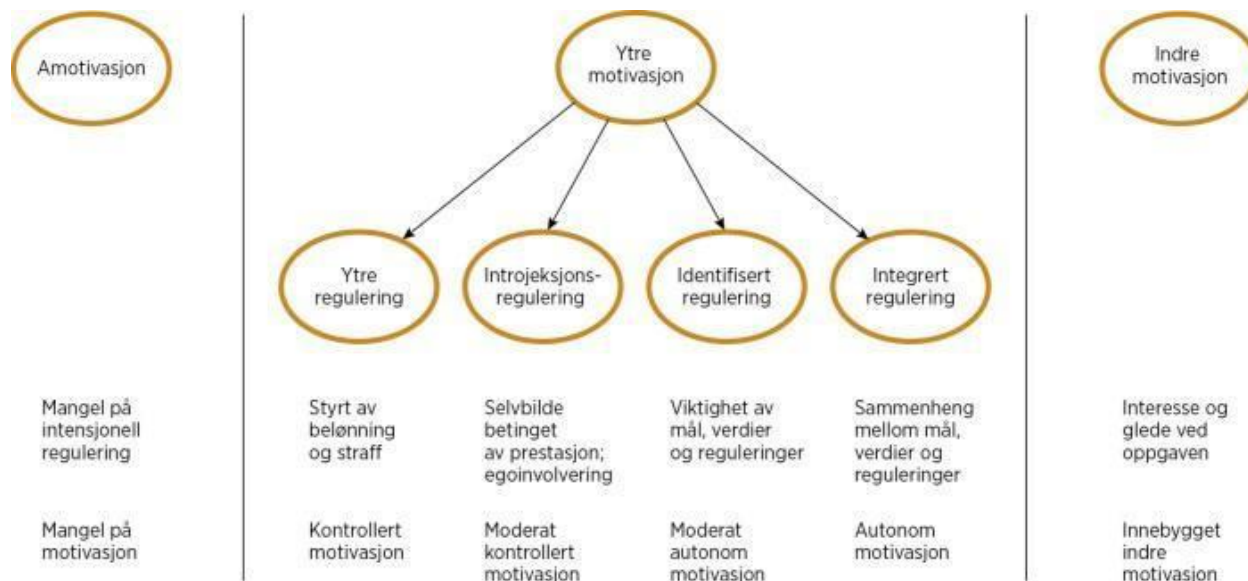 Amotivasjon
Ytre
motivasjon
Indre
motivasjon
Ytre
regulering
Introjeksjons-
regulering
Identifisert
regulering
Integrert
regulering
Mangel på
intensjonell
regulering
Styrt av
belønning
og straff
Selvbilde
betinget
av prestasjon;
egoinvolvering
Viktighet av
mål, verdier
og reguleringer
Sammenheng
mellom mål,
verdier og
reguleringer
Interesse og
glede ved
oppgaven
Mangel på
motivasjon
Kontrollert
motivasjon
Moderat
kontrollert
motivasjon
Moderat
autonom
motivasjon
Autonom
motivasjon
Innebygget
indre
motivasjon